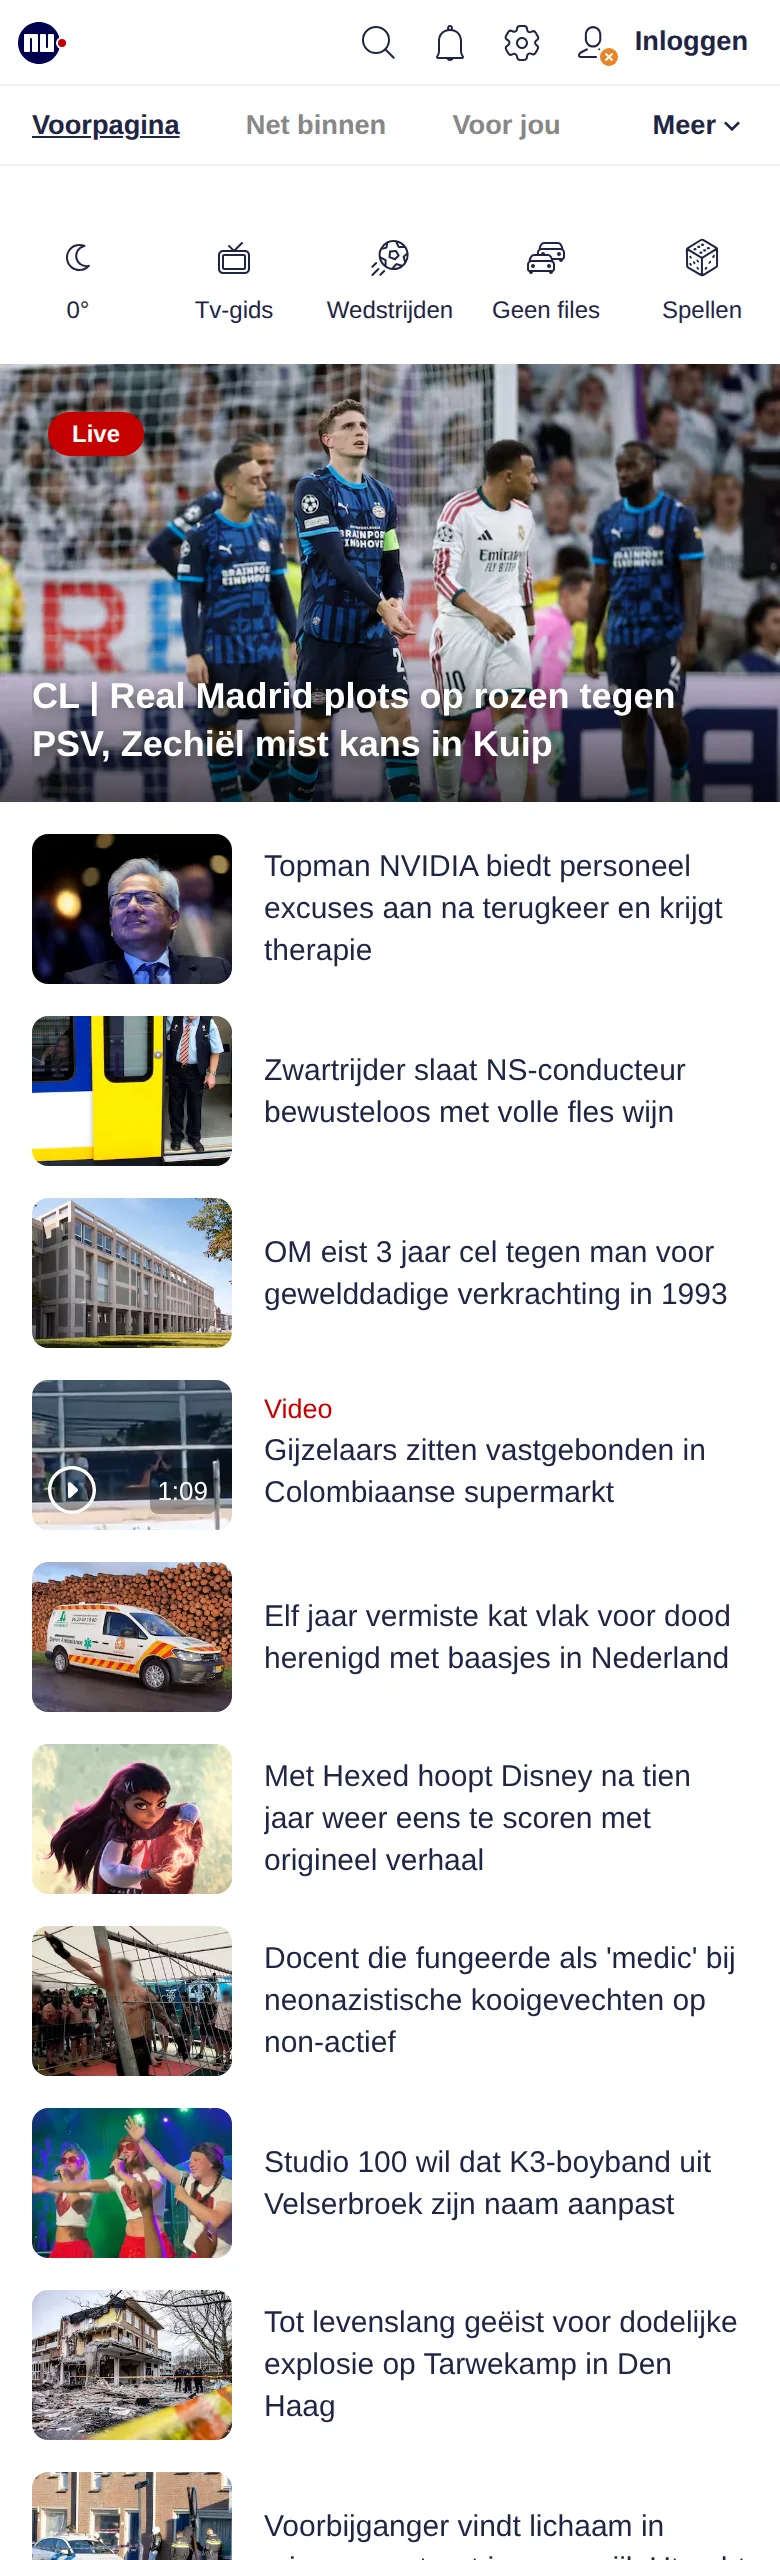 nu
Inloggen
Voorpagina Net binnen Voor jou Meer
0° Tv-gids Wedstrijden Geen files Spellen
Live
CL | Real Madrid plots op rozen tegen
PSV, Zechiël mist kans in Kuip
Topman NVIDIA biedt personeel
excuses aan na terugkeer en krijgt
therapie
Zwartrijder slaat NS-conducteur
bewusteloos met volle fles wijn
OM eist 3 jaar cel tegen man voor
gewelddadige verkrachting in 1993
Video
Gijzelaars zitten vastgebonden in
Colombiaanse supermarkt
1:09
Elf jaar vermiste kat vlak voor dood
herenigd met baasjes in Nederland
Met Hexed hoopt Disney na tien
jaar weer eens te scoren met
origineel verhaal
Docent die fungeerde als 'medic' bij
neonazistische kooigevechten op
non-actief
Studio 100 wil dat K3-boyband uit
Velserbroek zijn naam aanpast
Tot levenslang geëist voor dodelijke
explosie op Tarwekamp in Den
Haag
Voorbijganger vindt lichaam in